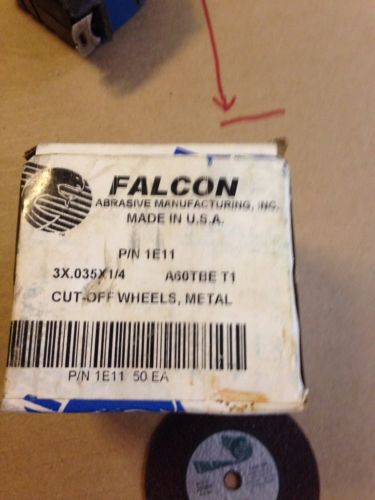 FALCON
ABRASIVE MANUFACTURING, INC.
MADE IN U.S.A.
P/N 1E11
3X.035X1/4 A60TBE T1
CUT-OFF WHEELS, METAL
P/N 1E11 50 EA
FALCON